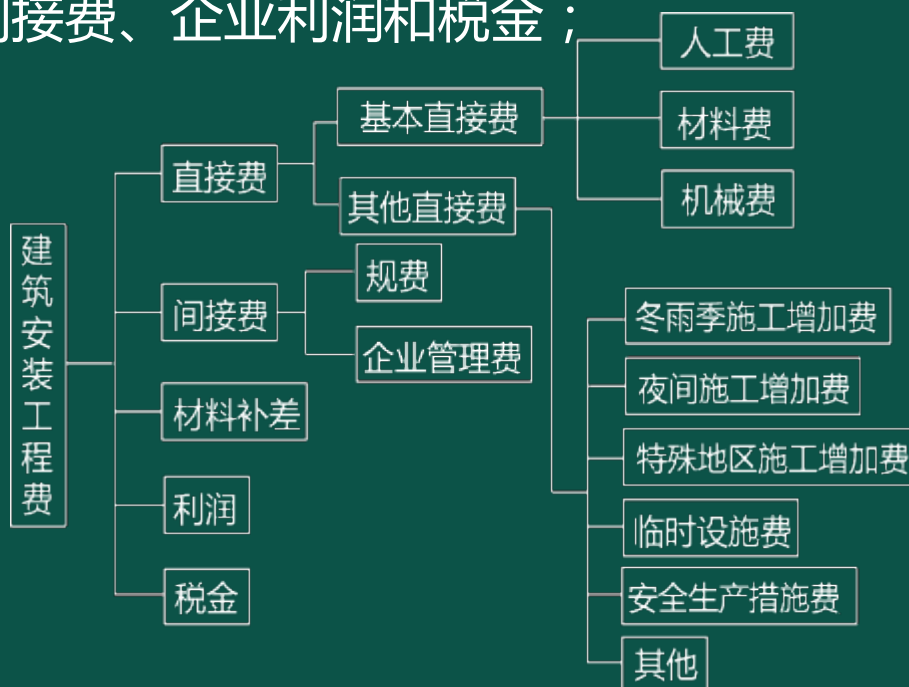 间接费、企业利润和税金；
人工费
基本直接费
材料费
直接费
机械费
其他直接费
建筑安装工程费
规费
间接费
冬雨季施工增加费
企业管理费
夜间施工增加费
材料补差
特殊地区施工增加费
利润
临时设施费
税金
安全生产措施费
其他